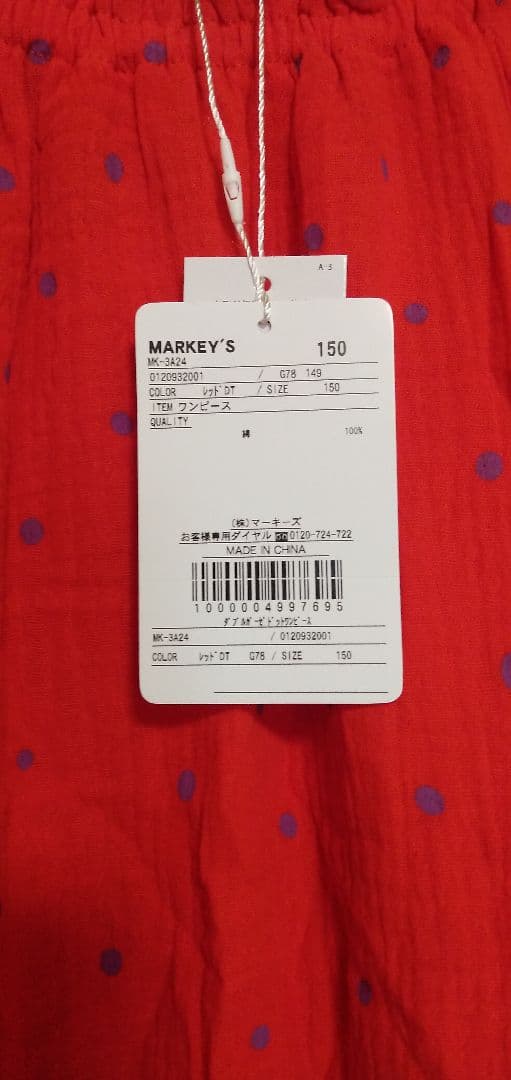 A-3
MARKEY'S 150
MK-3A24
0120932001 / G78 149
COLOR レッドDT / SIZE 150
ITEM ワンピース
QUALITY
綿 100%
(株)マーキーズ
お客様専用ダイヤル 0120-724-722
MADE IN CHINA
1000004997695
ダブルガーゼドットワンピース
MK-3A24 / 0120932001
COLOR レッドDT G78 / SIZE 150